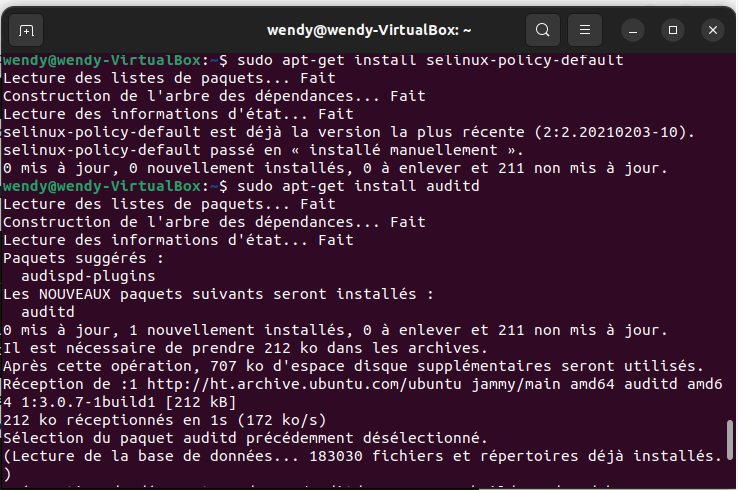 wendy@wendy-VirtualBox: ~
wendy@wendy-VirtualBox:~$ sudo apt-get install selinux-policy-default
Lecture des listes de paquets... Fait
Construction de l'arbre des dépendances... Fait
Lecture des informations d'état... Fait
selinux-policy-default est déjà la version la plus récente (2:2.20210203-10).
selinux-policy-default passé en « installé manuellement ».
0 mis à jour, 0 nouvellement installés, 0 à enlever et 211 non mis à jour.
wendy@wendy-VirtualBox:~$ sudo apt-get install auditd
Lecture des listes de paquets... Fait
Construction de l'arbre des dépendances... Fait
Lecture des informations d'état... Fait
Paquets suggérés :
audispd-plugins
Les NOUVEAUX paquets suivants seront installés :
auditd
0 mis à jour, 1 nouvellement installés, 0 à enlever et 211 non mis à jour.
Il est nécessaire de prendre 212 ko dans les archives.
Après cette opération, 707 ko d'espace disque supplémentaires seront utilisés.
Réception de :1 http://ht.archive.ubuntu.com/ubuntu jammy/main amd64 auditd amd6
4 1:3.0.7-1build1 [212 kB]
212 ko réceptionnés en 1s (172 ko/s)
Sélection du paquet auditd précédemment désélectionné.
(Lecture de la base de données... 183030 fichiers et répertoires déjà installés.
)